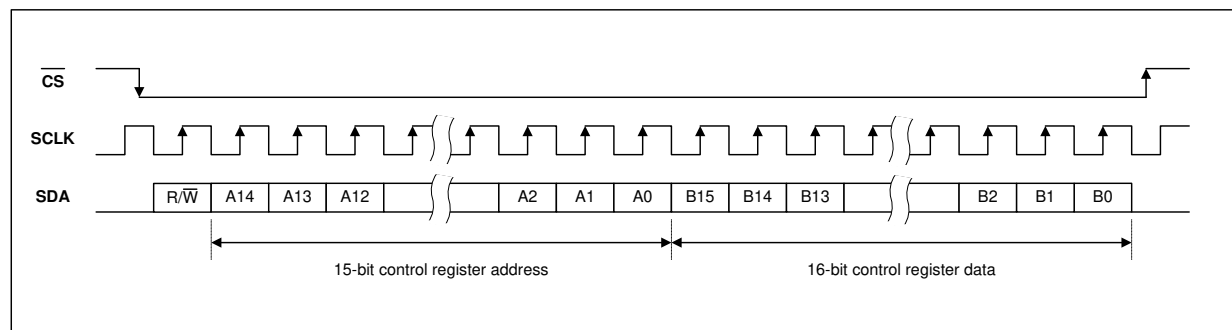 C̅S̅
SCLK
SDA R/W̅ A14 A13 A12 A2 A1 A0 B15 B14 B13 B2 B1 B0
15-bit control register address 16-bit control register data